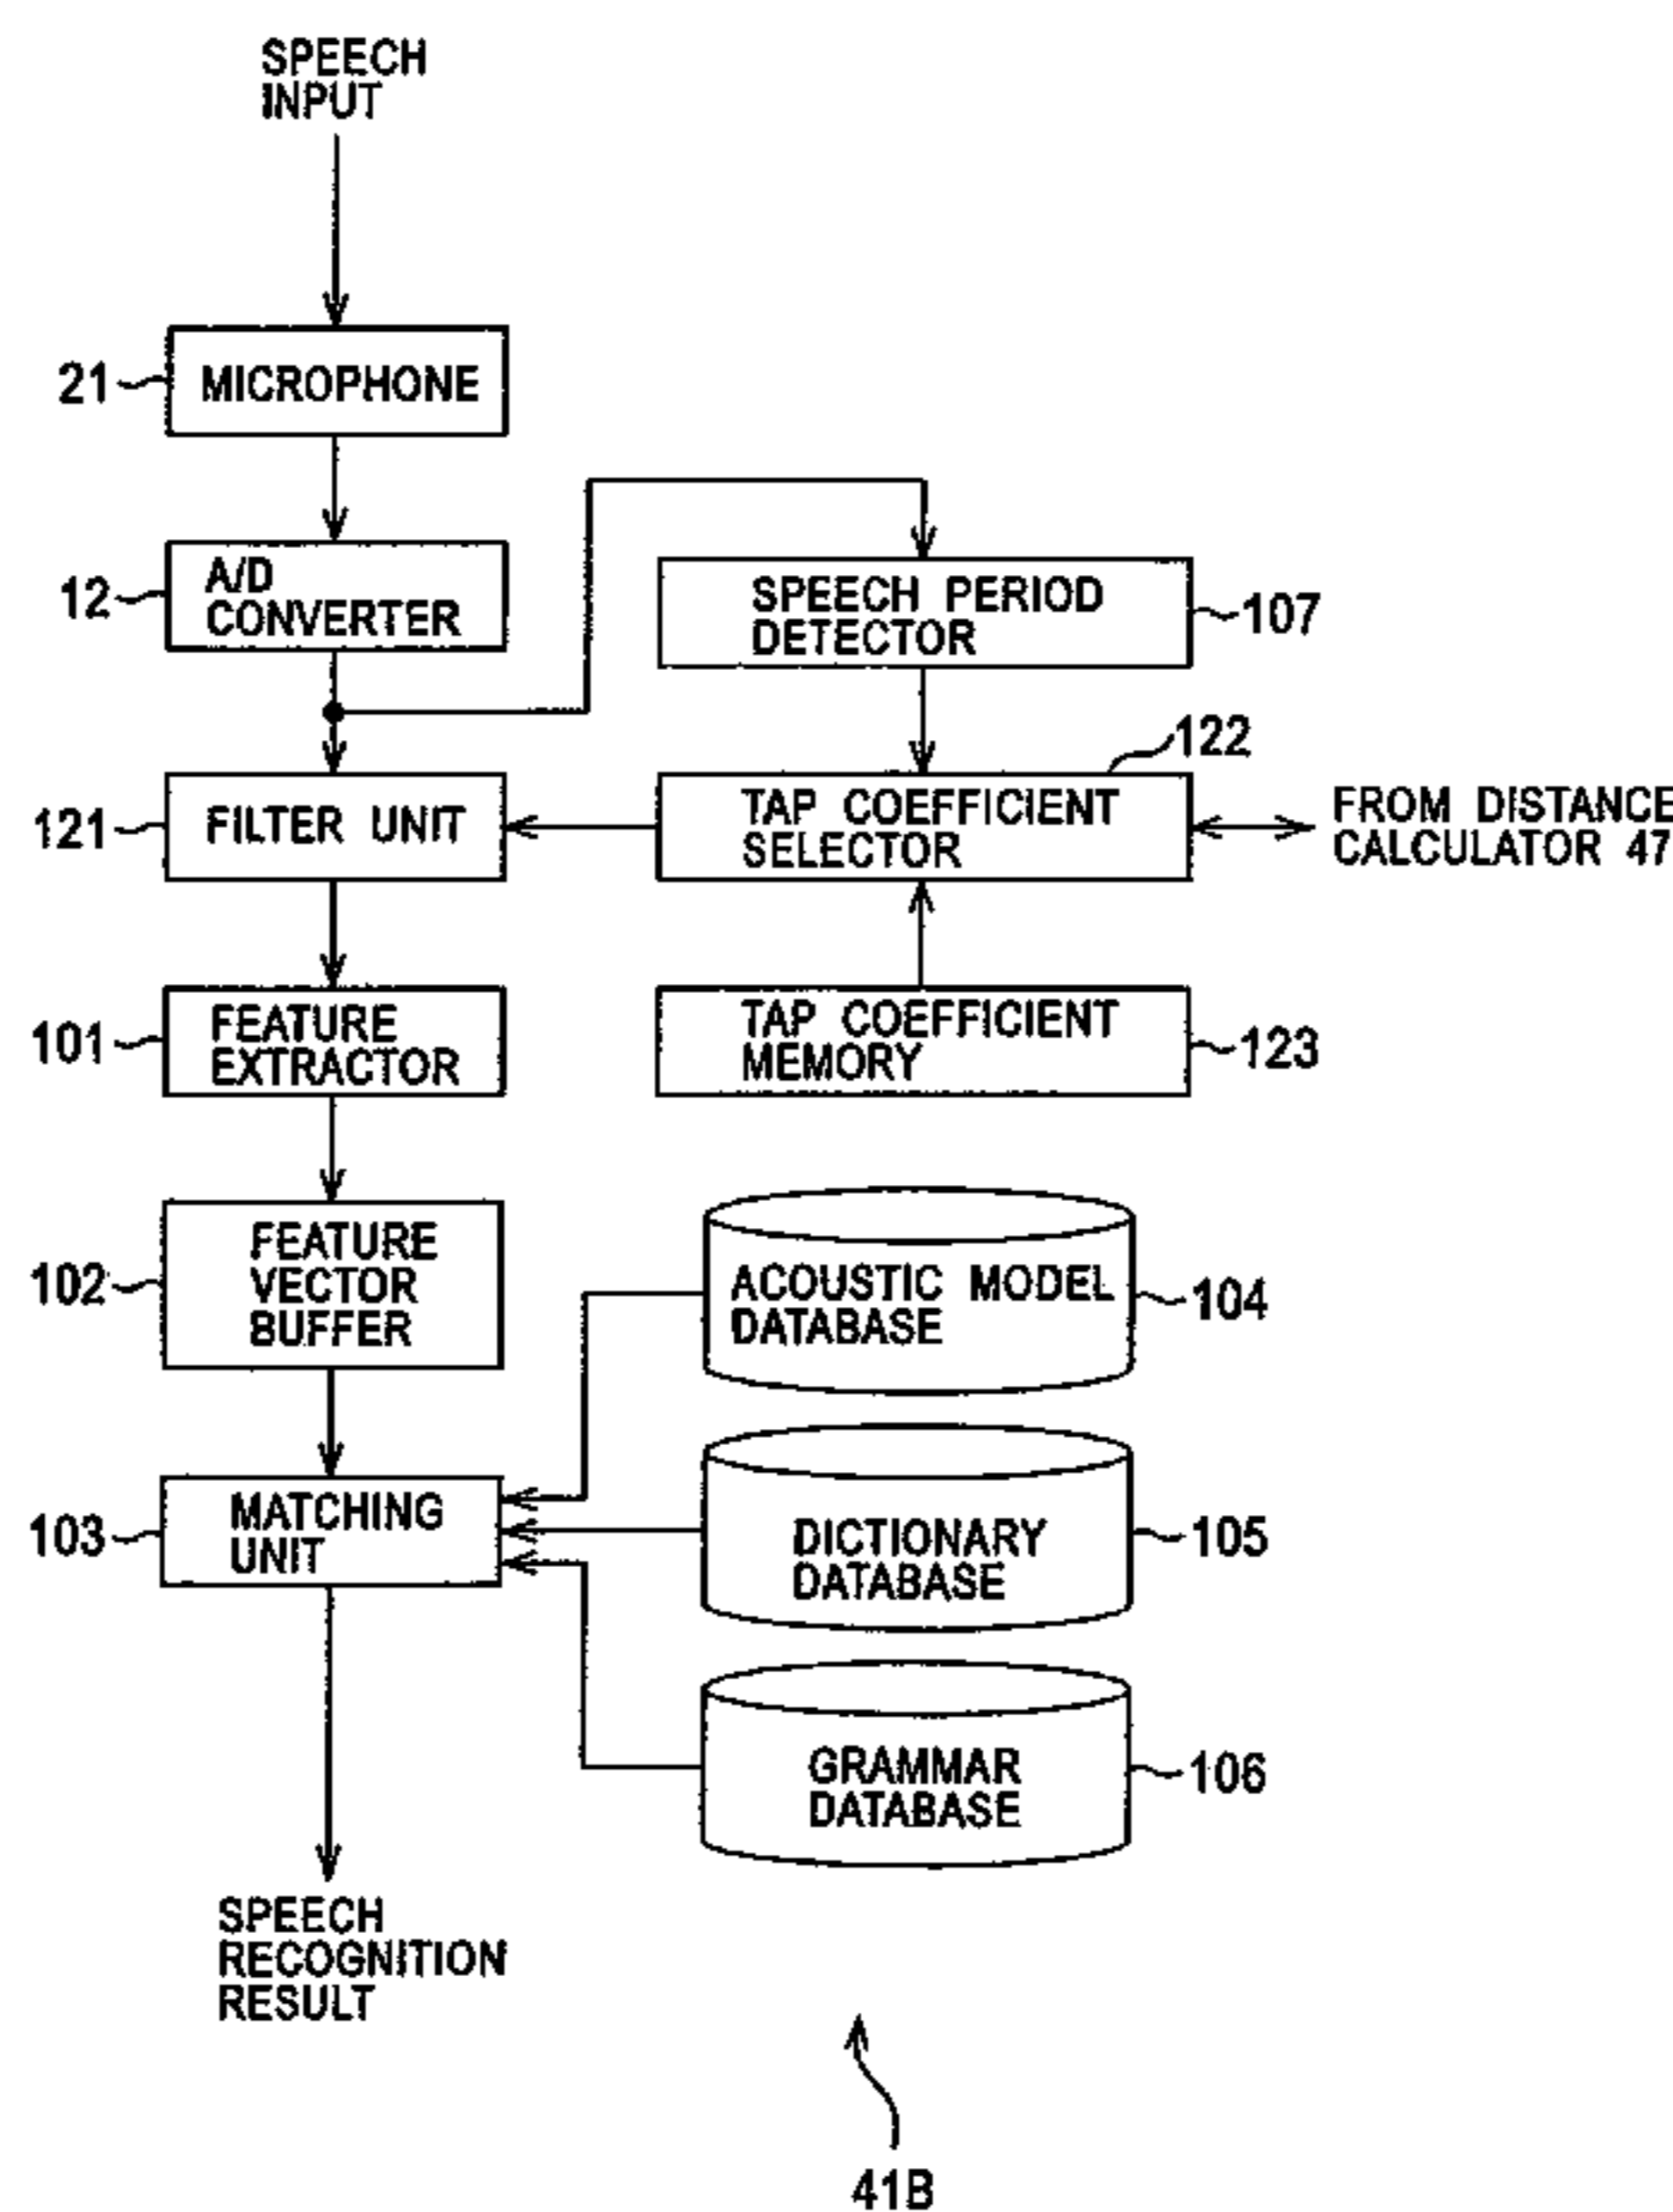 SPEECH
INPUT
21
MICROPHONE
12
A/D
CONVERTER
SPEECH PERIOD
DETECTOR
107
122
121
FILTER UNIT
TAP COEFFICIENT
SELECTOR
FROM DISTANCE
CALCULATOR 47
101
FEATURE
EXTRACTOR
TAP COEFFICIENT
MEMORY
123
102
FEATURE
VECTOR
BUFFER
ACOUSTIC MODEL
DATABASE
104
103
MATCHING
UNIT
DICTIONARY
DATABASE
105
GRAMMAR
DATABASE
106
SPEECH
RECOGNITION
RESULT
41B